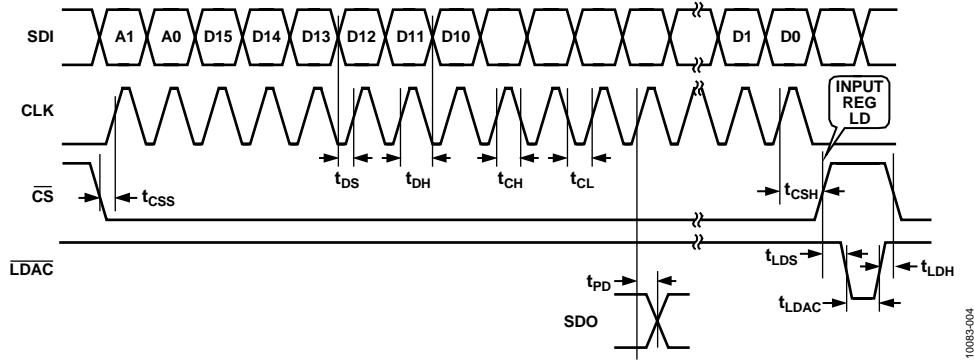 SDI A1 A0 D15 D14 D13 D12 D11 D10 D1 D0
CLK
INPUT
REG
LD
tDS tDH tCH tCL
CS tCSS tCSH
LDAC tLDS tLDH
tPD tLDAC
SDO
10083-004